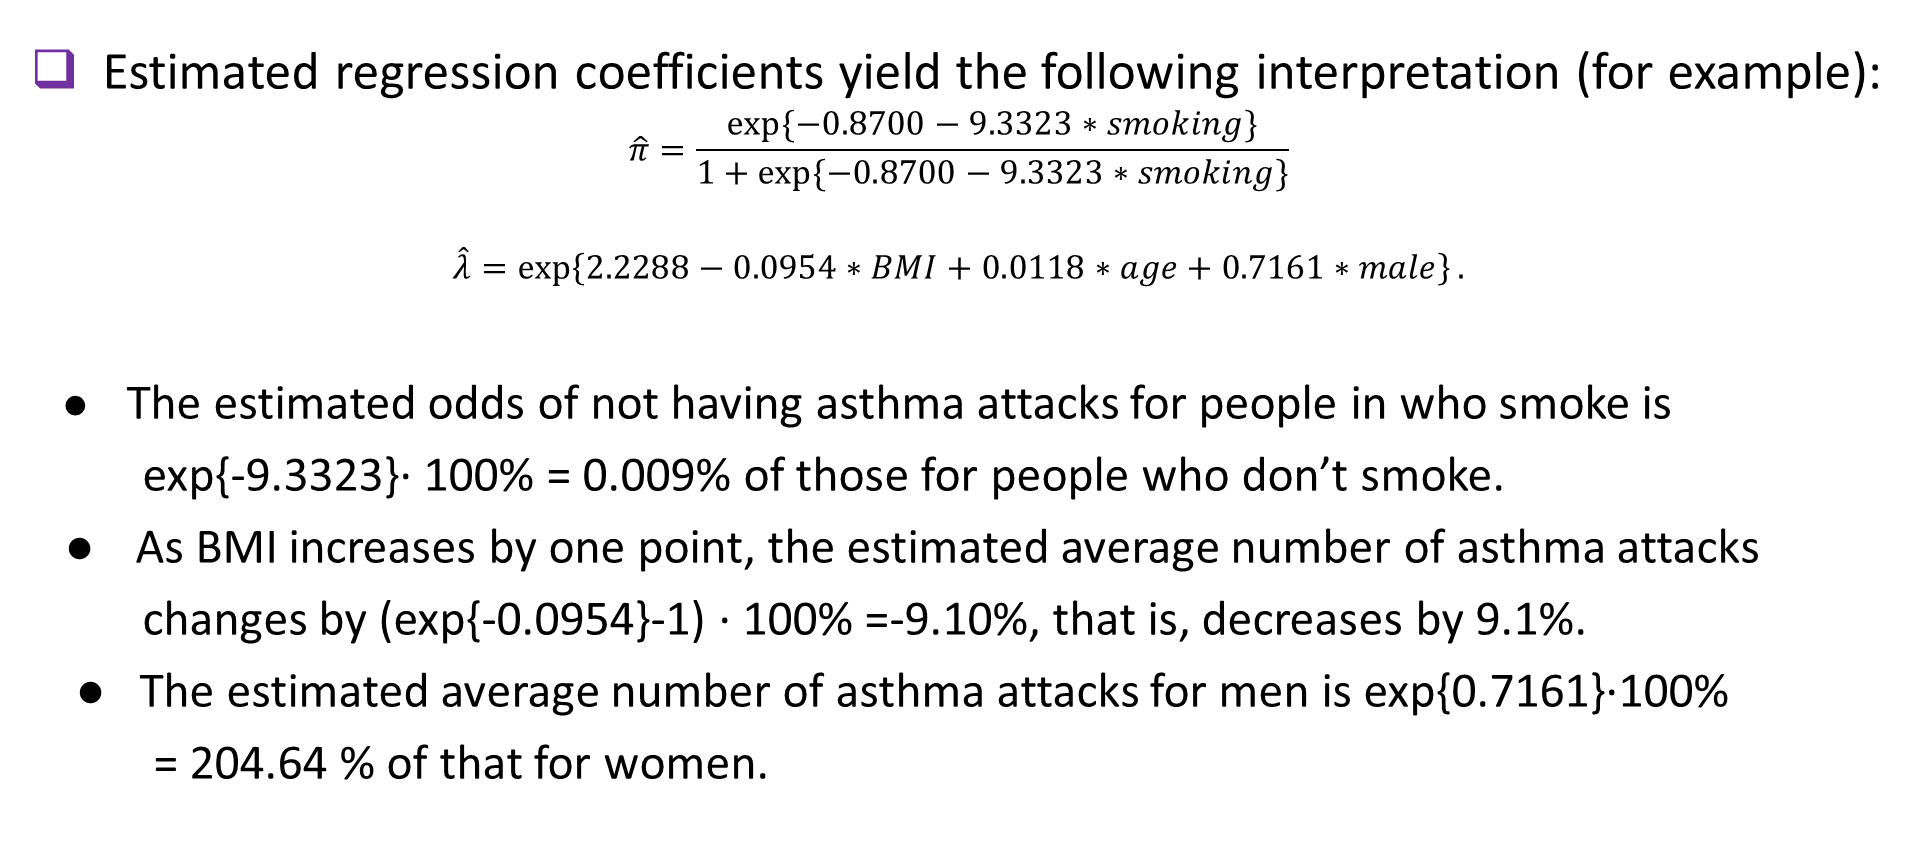 ❑ Estimated regression coefficients yield the following interpretation (for example):
π̂ = exp{−0.8700 − 9.3323 ∗ smoking} / 1 + exp{−0.8700 − 9.3323 ∗ smoking}
λ̂ = exp{2.2288 − 0.0954 ∗ BMI + 0.0118 ∗ age + 0.7161 ∗ male} .
● The estimated odds of not having asthma attacks for people in who smoke is
exp{-9.3323}· 100% = 0.009% of those for people who don’t smoke.
● As BMI increases by one point, the estimated average number of asthma attacks
changes by (exp{-0.0954}-1) · 100% =-9.10%, that is, decreases by 9.1%.
● The estimated average number of asthma attacks for men is exp{0.7161}·100%
= 204.64 % of that for women.